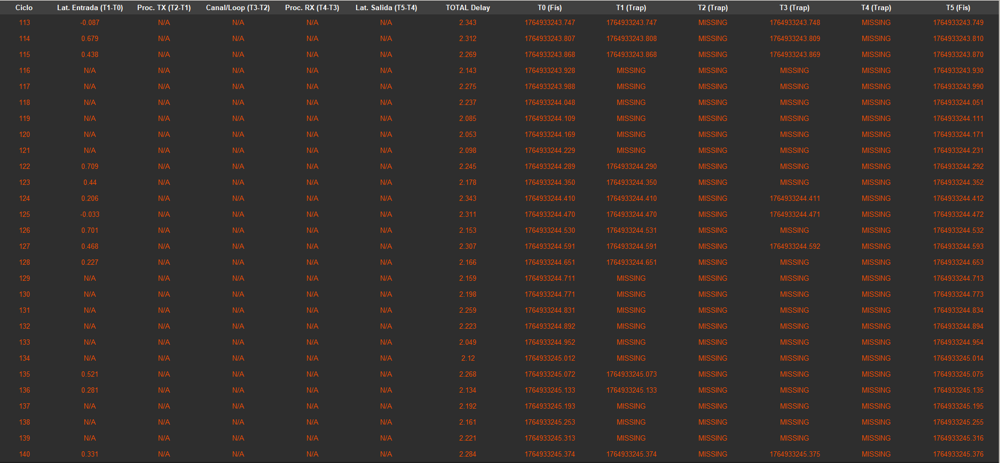 Ciclo Lat. Entrada (T1-T0) Proc. TX (T2-T1) Canal/Loop (T3-T2) Proc. RX (T4-T3) Lat. Salida (T5-T4) TOTAL Delay T0 (Fís) T1 (Trap) T2 (Trap) T3 (Trap) T4 (Trap) T5 (Fis)
113 -0.087 N/A N/A N/A N/A 2.343 1764933243.747 1764933243.747 MISSING 1764933243.748 MISSING 1764933243.749
114 0.679 N/A N/A N/A N/A 2.312 1764933243.807 1764933243.808 MISSING 1764933243.809 MISSING 1764933243.810
115 0.438 N/A N/A N/A N/A 2.269 1764933243.868 1764933243.868 MISSING 1764933243.869 MISSING 1764933243.870
116 N/A N/A N/A N/A N/A 2.143 1764933243.928 MISSING MISSING MISSING MISSING 1764933243.930
117 N/A N/A N/A N/A N/A 2.275 1764933243.988 MISSING MISSING MISSING MISSING 1764933243.990
118 N/A N/A N/A N/A N/A 2.237 1764933244.048 MISSING MISSING MISSING MISSING 1764933244.051
119 N/A N/A N/A N/A N/A 2.085 1764933244.109 MISSING MISSING MISSING MISSING 1764933244.111
120 N/A N/A N/A N/A N/A 2.053 1764933244.169 MISSING MISSING MISSING MISSING 1764933244.171
121 N/A N/A N/A N/A N/A 2.098 1764933244.229 MISSING MISSING MISSING MISSING 1764933244.231
122 0.709 N/A N/A N/A N/A 2.245 1764933244.289 1764933244.290 MISSING MISSING MISSING 1764933244.292
123 0.44 N/A N/A N/A N/A 2.178 1764933244.350 1764933244.350 MISSING MISSING MISSING 1764933244.352
124 0.206 N/A N/A N/A N/A 2.343 1764933244.410 1764933244.410 MISSING 1764933244.411 MISSING 1764933244.412
125 -0.033 N/A N/A N/A N/A 2.311 1764933244.470 1764933244.470 MISSING 1764933244.471 MISSING 1764933244.472
126 0.701 N/A N/A N/A N/A 2.153 1764933244.530 1764933244.531 MISSING MISSING MISSING 1764933244.532
127 0.468 N/A N/A N/A N/A 2.307 1764933244.591 1764933244.591 MISSING 1764933244.592 MISSING 1764933244.593
128 0.227 N/A N/A N/A N/A 2.166 1764933244.651 1764933244.651 MISSING MISSING MISSING 1764933244.653
129 N/A N/A N/A N/A N/A 2.159 1764933244.711 MISSING MISSING MISSING MISSING 1764933244.713
130 N/A N/A N/A N/A N/A 2.198 1764933244.771 MISSING MISSING MISSING MISSING 1764933244.773
131 N/A N/A N/A N/A N/A 2.259 1764933244.831 MISSING MISSING MISSING MISSING 1764933244.834
132 N/A N/A N/A N/A N/A 2.223 1764933244.892 MISSING MISSING MISSING MISSING 1764933244.894
133 N/A N/A N/A N/A N/A 2.049 1764933244.952 MISSING MISSING MISSING MISSING 1764933244.954
134 N/A N/A N/A N/A N/A 2.12 1764933245.012 MISSING MISSING MISSING MISSING 1764933245.014
135 0.521 N/A N/A N/A N/A 2.268 1764933245.072 1764933245.073 MISSING MISSING MISSING 1764933245.075
136 0.281 N/A N/A N/A N/A 2.134 1764933245.133 1764933245.133 MISSING MISSING MISSING 1764933245.135
137 N/A N/A N/A N/A N/A 2.192 1764933245.193 MISSING MISSING MISSING MISSING 1764933245.195
138 N/A N/A N/A N/A N/A 2.161 1764933245.253 MISSING MISSING MISSING MISSING 1764933245.255
139 N/A N/A N/A N/A N/A 2.221 1764933245.313 MISSING MISSING MISSING MISSING 1764933245.316
140 0.331 N/A N/A N/A N/A 2.284 1764933245.374 1764933245.374 MISSING 1764933245.375 MISSING 1764933245.376